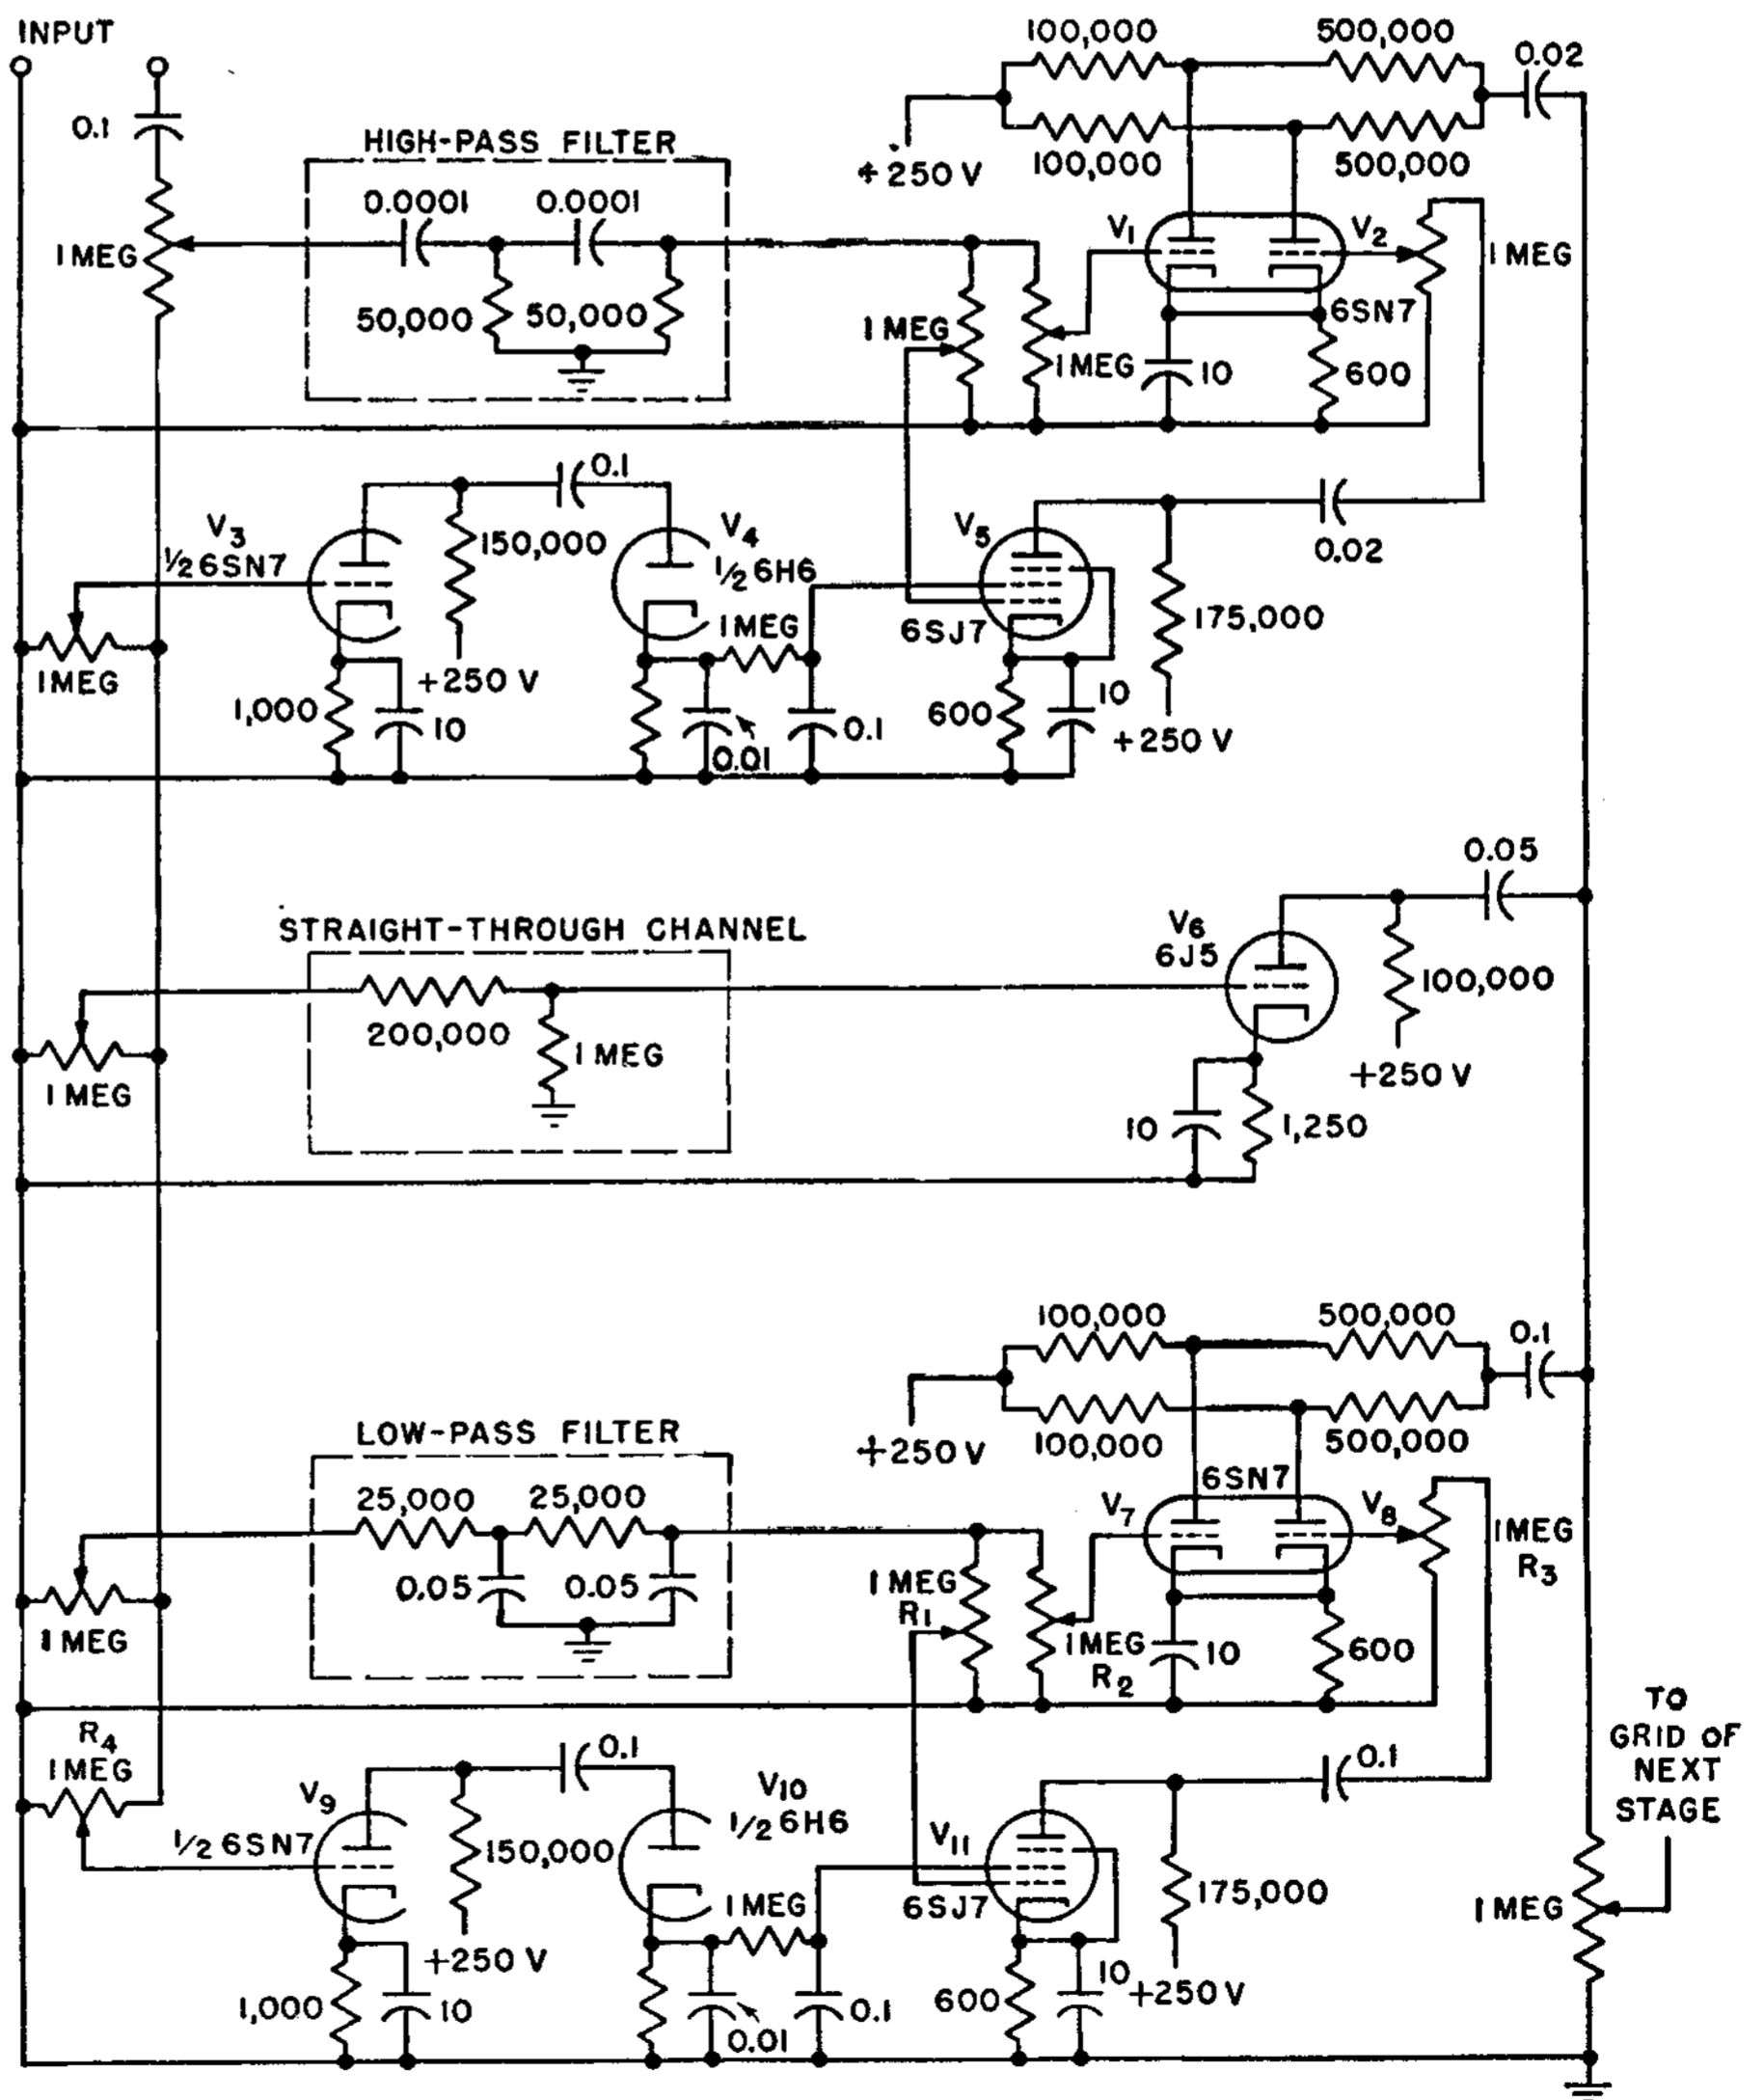 INPUT
100,000
500,000
0.02
0.1
HIGH-PASS FILTER
+250 V
100,000
500,000
0.0001
0.0001
V1
V2
1 MEG
1 MEG
50,000
50,000
1 MEG
6SN7
1 MEG
10
600
0.1
V3
1/2 6SN7
150,000
V4
1/2 6H6
V5
0.02
1 MEG
6SJ7
175,000
1 MEG
+250 V
1,000
10
0.01
0.1
600
10
+250 V
0.05
STRAIGHT-THROUGH CHANNEL
V6
6J5
100,000
200,000
1 MEG
1 MEG
+250 V
10
1,250
100,000
500,000
0.1
LOW-PASS FILTER
+250 V
100,000
500,000
25,000
25,000
6SN7
V7
V8
1 MEG
R3
0.05
0.05
1 MEG
R1
1 MEG
1 MEG
R2
10
600
TO
GRID OF
NEXT
STAGE
R4
1 MEG
0.1
0.1
V9
1/2 6SN7
150,000
V10
1/2 6H6
V11
6SJ7
1 MEG
175,000
1 MEG
+250 V
1,000
10
0.01
0.1
600
10
+250 V